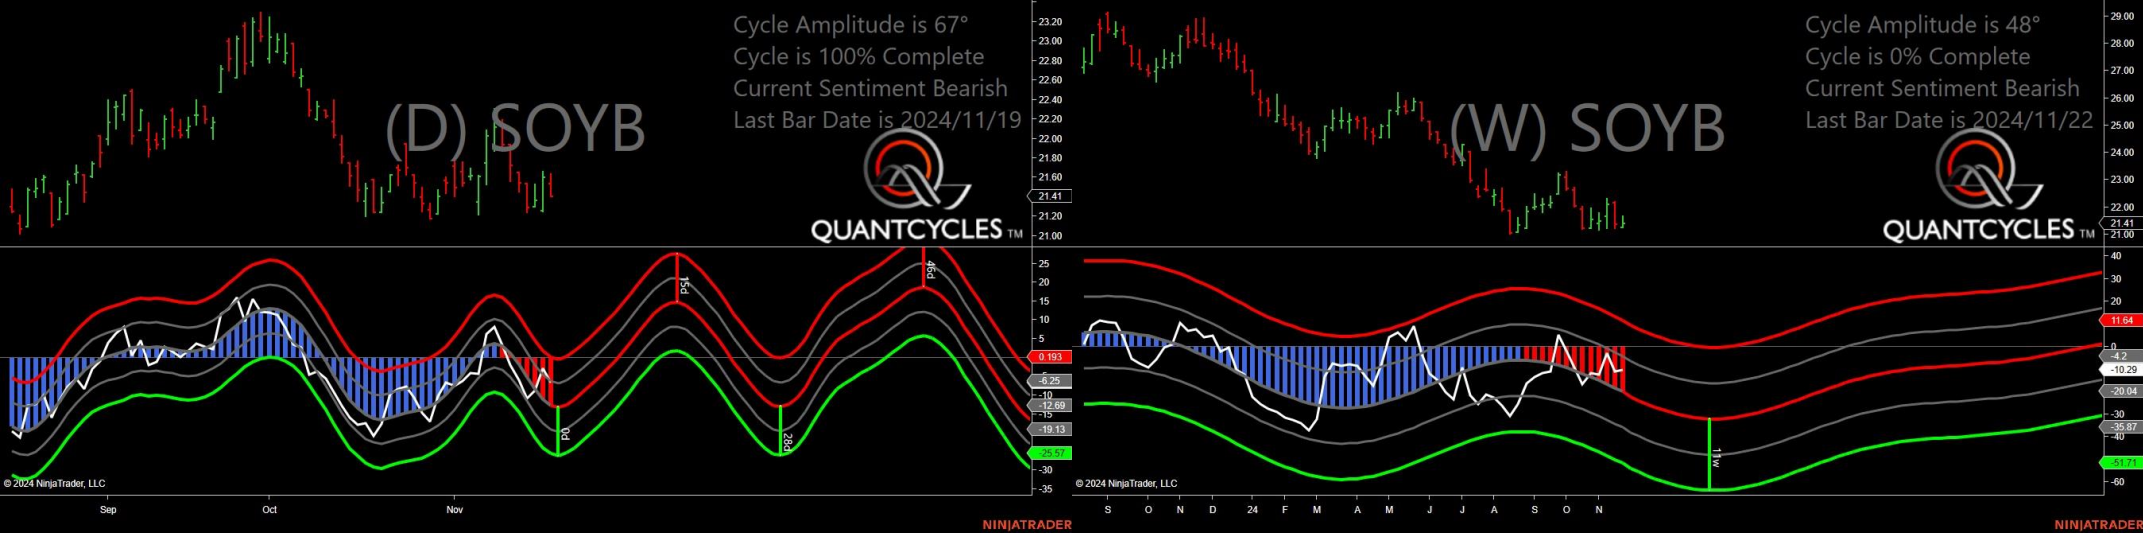 Cycle Amplitude is 67°
Cycle is 100% Complete
Current Sentiment Bearish
Last Bar Date is 2024/11/19
(D) SOYB
QUANTCYCLES TM
23.20
23.00
22.80
22.60
22.40
22.20
22.00
21.80
21.60
21.41
21.20
21.00
25
20
15
10
5
0.193
-6.25
-10
-12.69
-15
-19.13
-25.57
-30
-35
0d
15d
28d
46d
© 2024 NinjaTrader, LLC
Sep
Oct
Nov
NINJATRADER
Cycle Amplitude is 48°
Cycle is 0% Complete
Current Sentiment Bearish
Last Bar Date is 2024/11/22
(W) SOYB
QUANTCYCLES TM
29.00
28.00
27.00
26.00
25.00
24.00
23.00
22.00
21.41
21.00
40
30
20
11.64
0
-4.2
-10.29
-20.04
-30
-35.87
-40
-51.71
-60
11w
© 2024 NinjaTrader, LLC
S O N D 24 F M A M J J A S O N
NINJATRADER